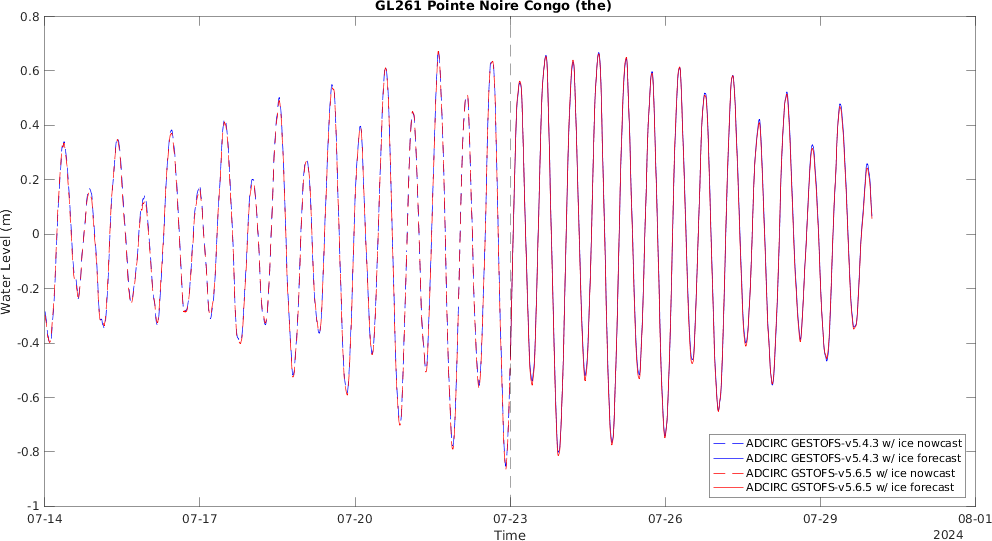 GL261 Pointe Noire Congo (the)
0.8
0.6
0.4
0.2
0
-0.2
-0.4
-0.6
-0.8
-1
Water Level (m)
ADCIRC GESTOFS-v5.4.3 w/ ice nowcast
ADCIRC GESTOFS-v5.4.3 w/ ice forecast
ADCIRC GSTOFS-v5.6.5 w/ ice nowcast
ADCIRC GSTOFS-v5.6.5 w/ ice forecast
07-14 07-17 07-20 07-23 07-26 07-29 08-01
Time
2024